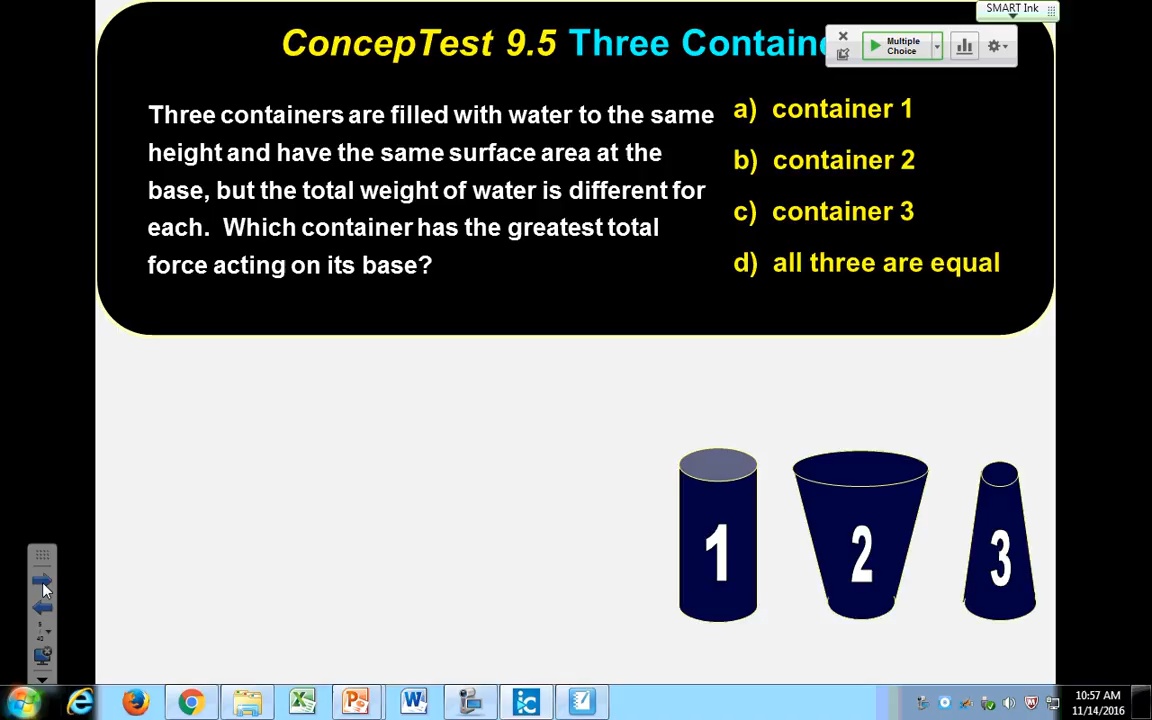 SMART Ink
ConcepTest 9.5 Three Contain
Multiple
Choice
Three containers are filled with water to the same
height and have the same surface area at the
base, but the total weight of water is different for
each. Which container has the greatest total
force acting on its base?
a) container 1
b) container 2
c) container 3
d) all three are equal
1
2
3
10:57 AM
11/14/2016